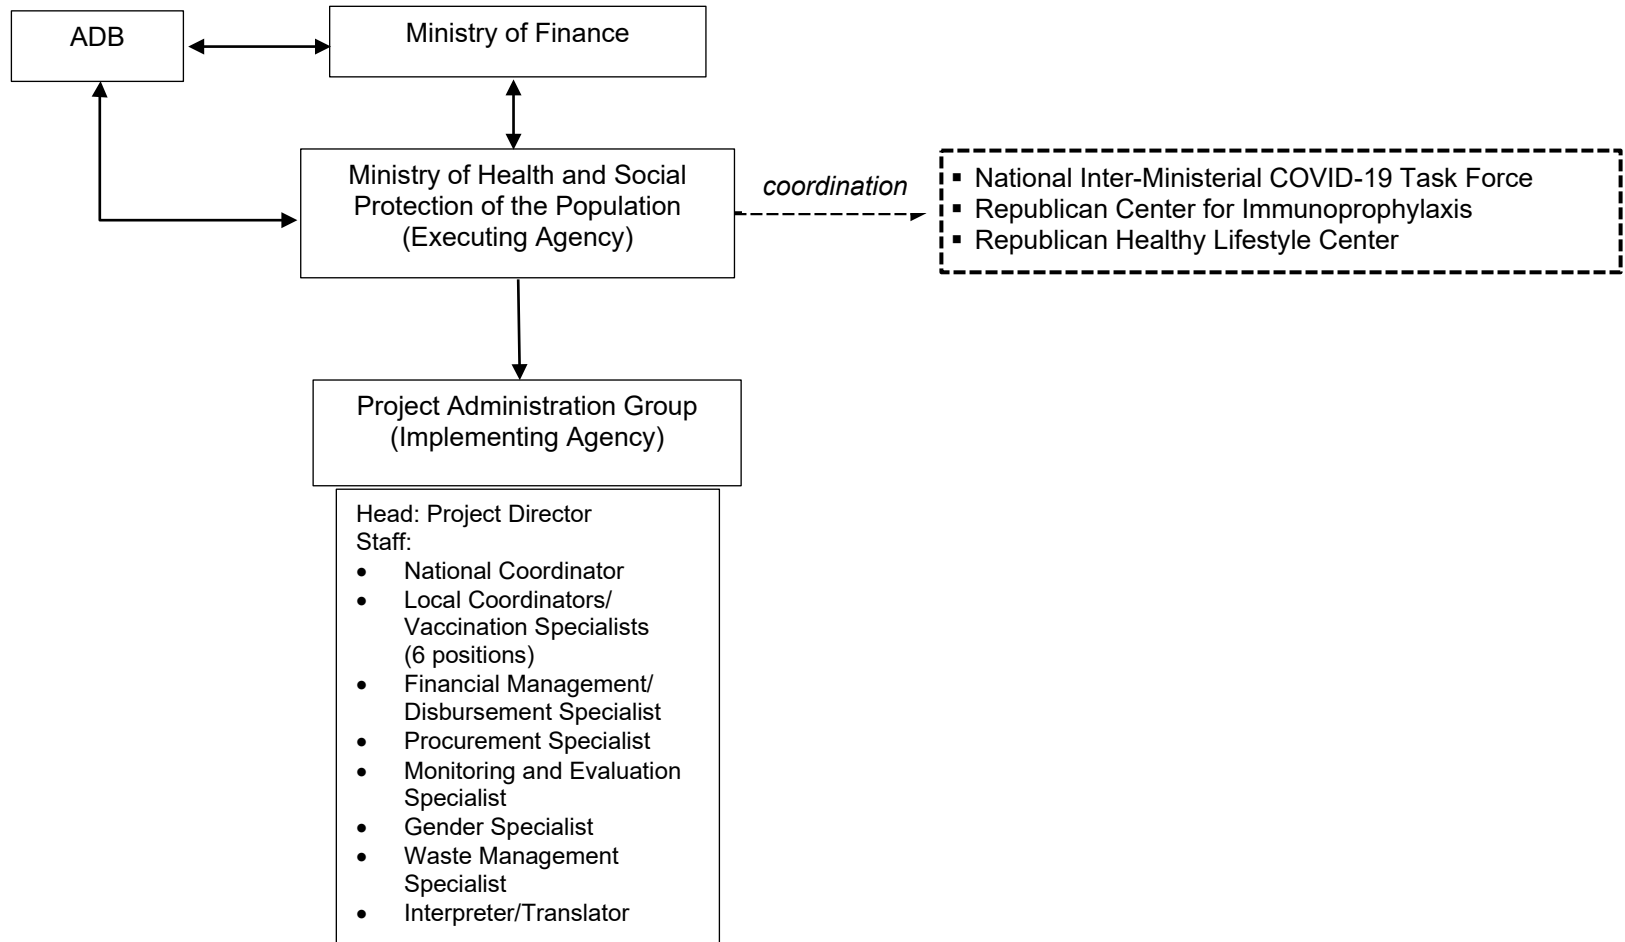 ADB
Ministry of Finance
Ministry of Health and Social
Protection of the Population
(Executing Agency)
coordination
▪ National Inter-Ministerial COVID-19 Task Force
▪ Republican Center for Immunoprophylaxis
▪ Republican Healthy Lifestyle Center
Project Administration Group
(Implementing Agency)
Head: Project Director
Staff:
• National Coordinator
• Local Coordinators/
Vaccination Specialists
(6 positions)
• Financial Management/
Disbursement Specialist
• Procurement Specialist
• Monitoring and Evaluation
Specialist
• Gender Specialist
• Waste Management
Specialist
• Interpreter/Translator